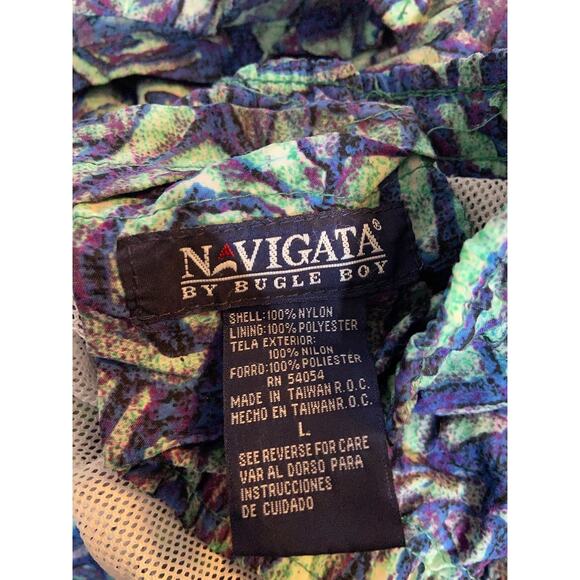 NAVIGATA®
BY BUGLE BOY
SHELL:100% NYLON
LINING:100% POLYESTER
TELA EXTERIOR:
100% NILON
FORRO:100% POLIESTER
RN 54054
MADE IN TAIWAN R.O.C.
HECHO EN TAIWAN R.O.C.
L.
SEE REVERSE FOR CARE
VAR AL DORSO PARA
INSTRUCCIONES
DE CUIDADO